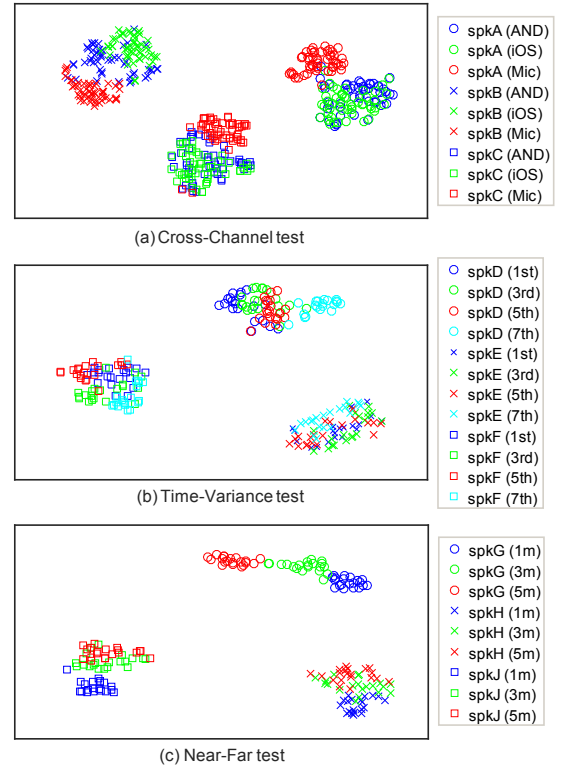 spkA (AND)
spkA (iOS)
spkA (Mic)
spkB (AND)
spkB (iOS)
spkB (Mic)
spkC (AND)
spkC (iOS)
spkC (Mic)
(a) Cross-Channel test
spkD (1st)
spkD (3rd)
spkD (5th)
spkD (7th)
spkE (1st)
spkE (3rd)
spkE (5th)
spkE (7th)
spkF (1st)
spkF (3rd)
spkF (5th)
spkF (7th)
(b) Time-Variance test
spkG (1m)
spkG (3m)
spkG (5m)
spkH (1m)
spkH (3m)
spkH (5m)
spkJ (1m)
spkJ (3m)
spkJ (5m)
(c) Near-Far test